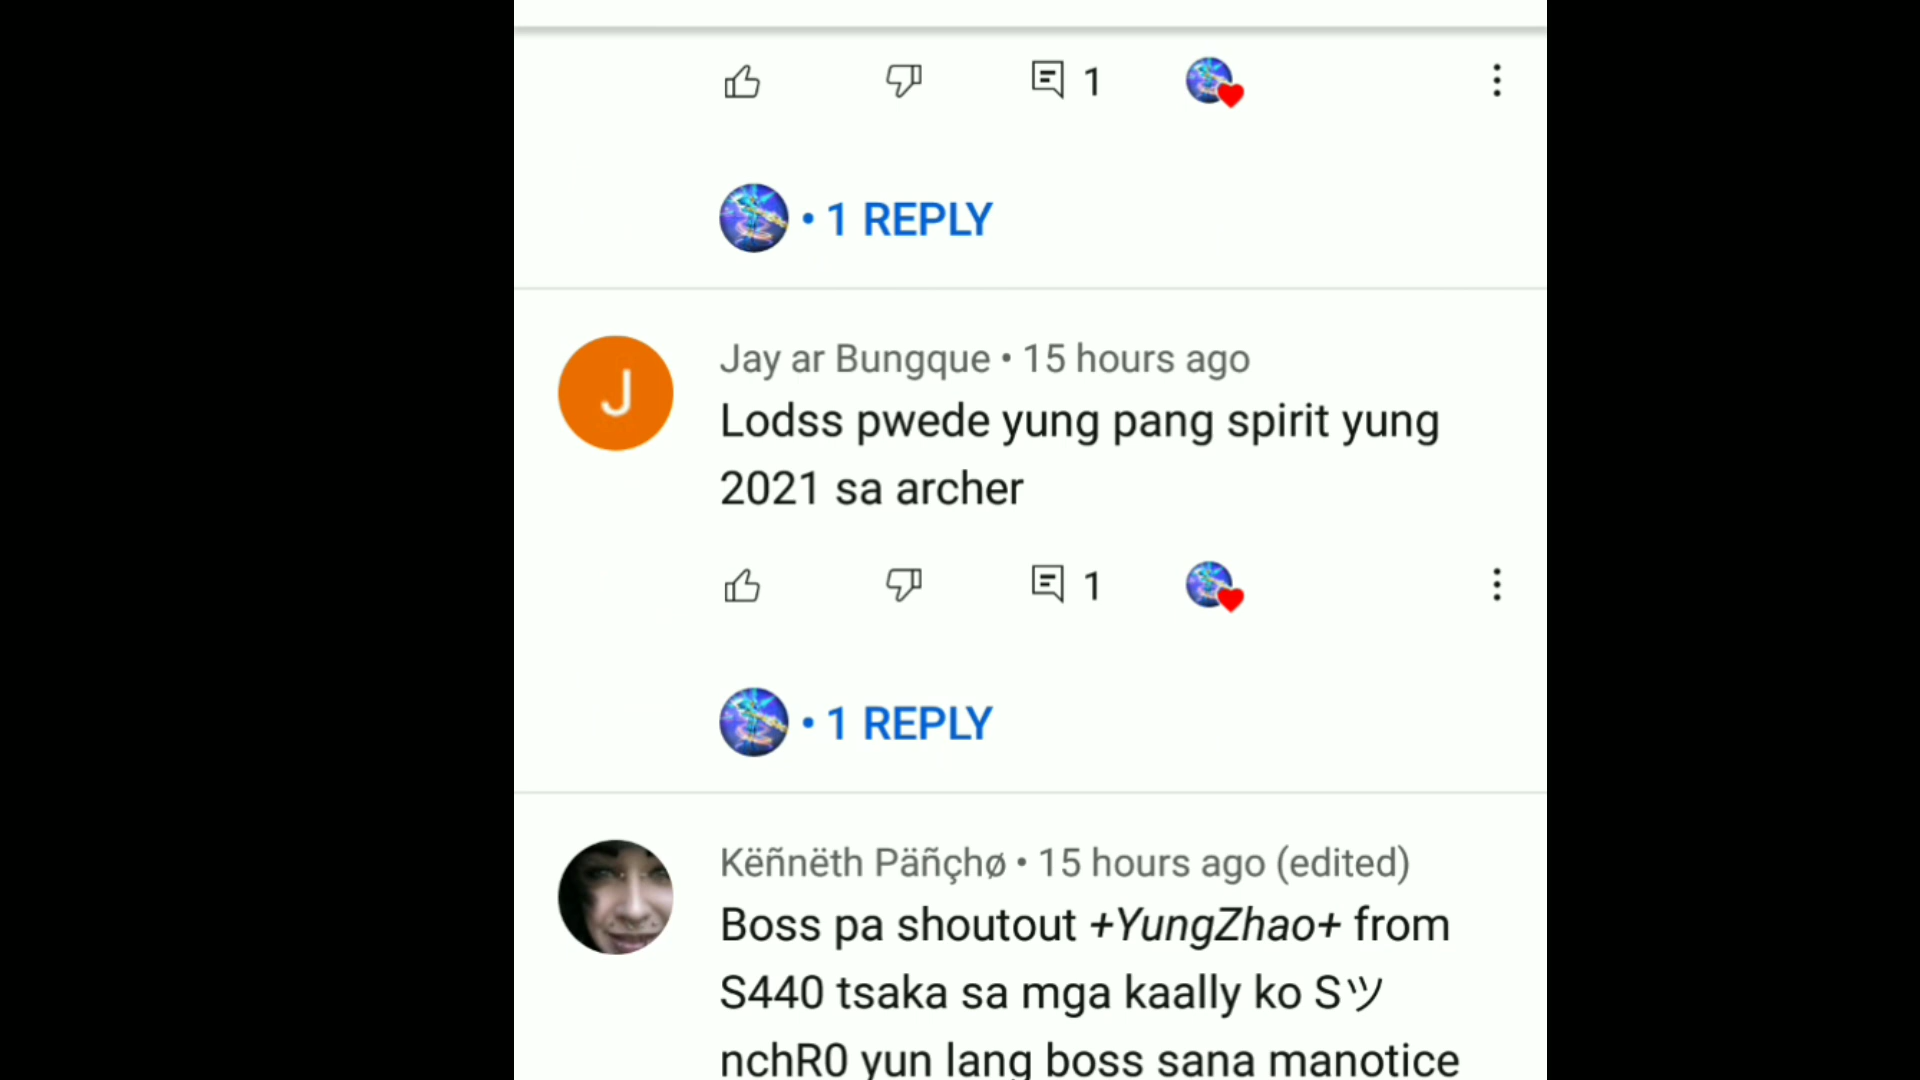 1
• 1 REPLY
J
Jay ar Bungque • 15 hours ago
Lodss pwede yung pang spirit yung
2021 sa archer
1
• 1 REPLY
Këñnëth Päñçhø • 15 hours ago (edited)
Boss pa shoutout +YungZhao+ from
S440 tsaka sa mga kaally ko Sツ
nchR0 yun lang boss sana manotice